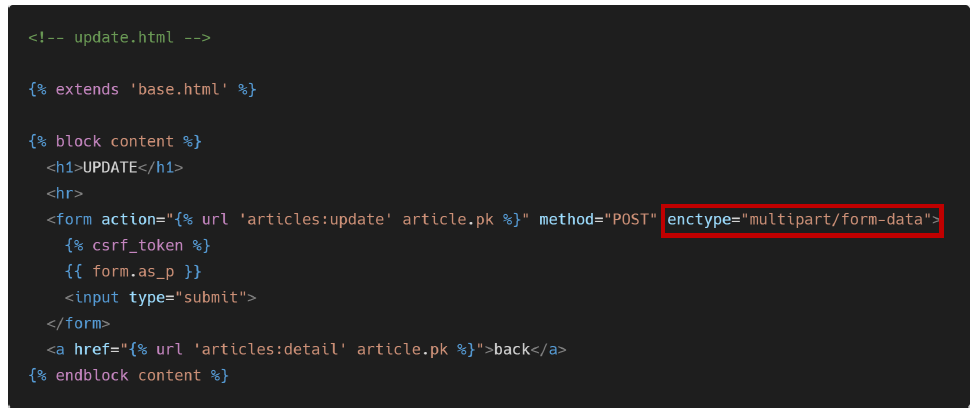 <!-- update.html -->
{% extends 'base.html' %}
{% block content %}
<h1>UPDATE</h1>
<hr>
<form action="{% url 'articles:update' article.pk %}" method="POST" enctype="multipart/form-data">
{% csrf_token %}
{{ form.as_p }}
<input type="submit">
</form>
<a href="{% url 'articles:detail' article.pk %}">back</a>
{% endblock content %}